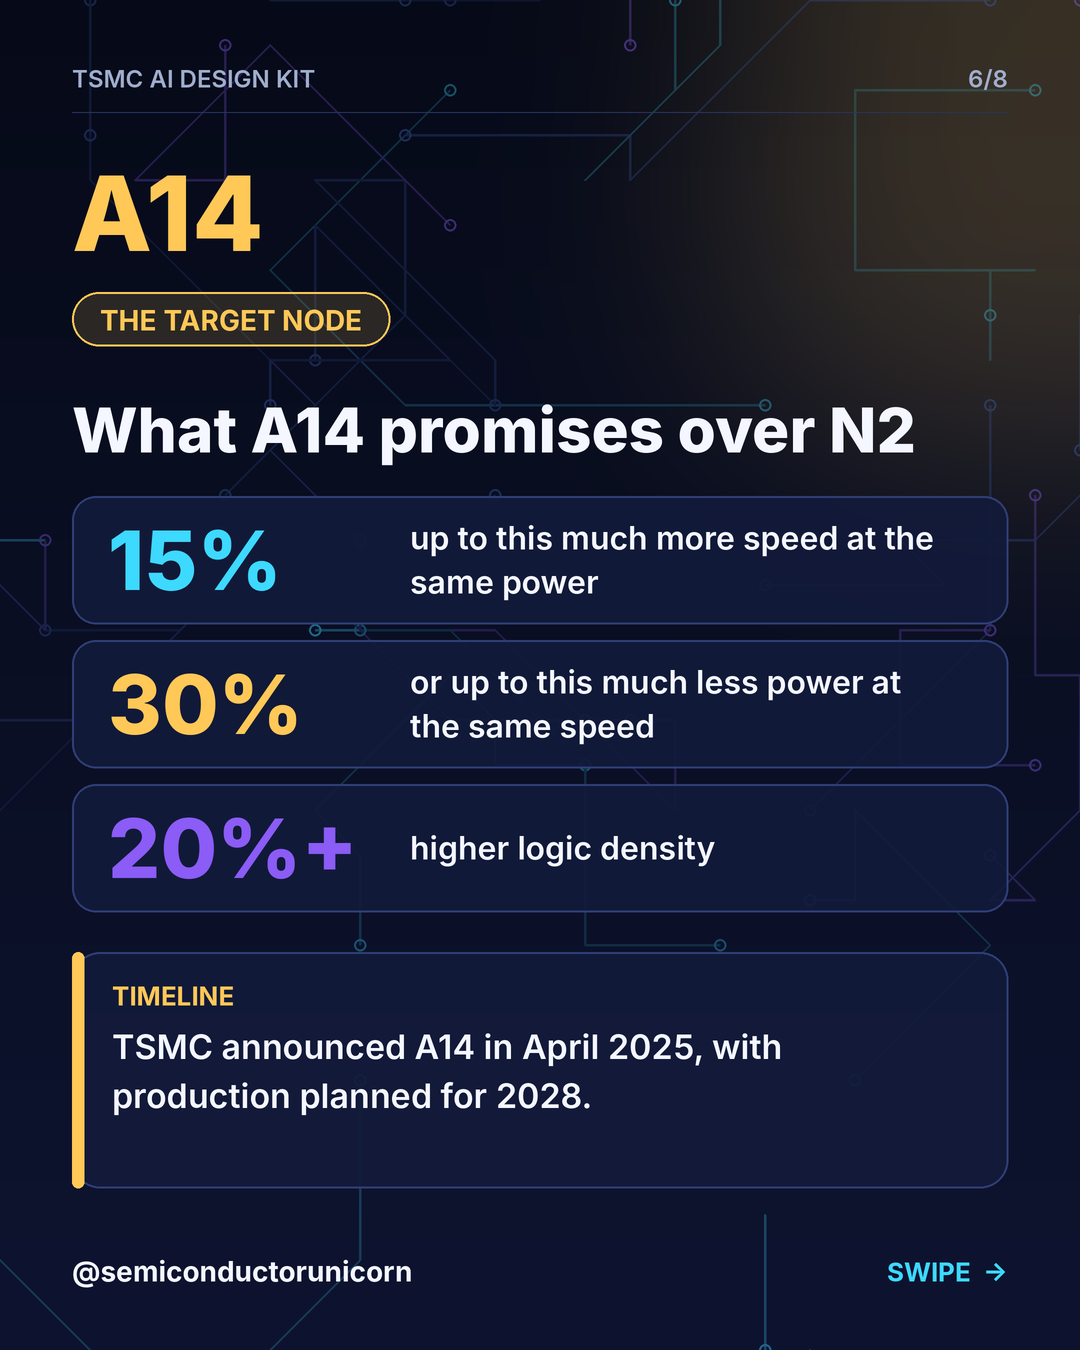 TSMC AI DESIGN KIT
6/8
A14
THE TARGET NODE
What A14 promises over N2
15%
up to this much more speed at the
same power
30%
or up to this much less power at
the same speed
20%+
higher logic density
TIMELINE
TSMC announced A14 in April 2025, with
production planned for 2028.
@semiconductorunicorn
SWIPE →